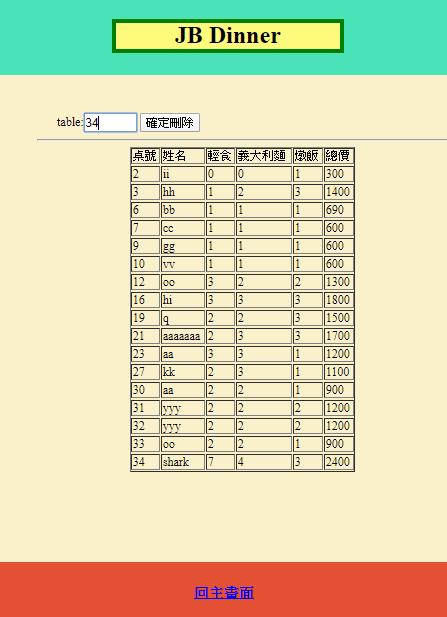 JB Dinner
table: 34 確定刪除
桌號 姓名 輕食 義大利麵 燉飯 總價
2 ii 0 0 1 300
3 hh 1 2 3 1400
6 bb 1 1 1 690
7 cc 1 1 1 600
9 gg 1 1 1 600
10 vv 1 1 1 600
12 oo 3 2 2 1300
16 hi 3 3 3 1800
19 q 2 2 3 1500
21 aaaaaaa 2 3 3 1700
23 aa 3 3 1 1200
27 kk 2 3 1 1100
30 aa 2 2 1 900
31 yyy 2 2 2 1200
32 yyy 2 2 2 1200
33 oo 2 2 1 900
34 shark 7 4 3 2400
回主畫面